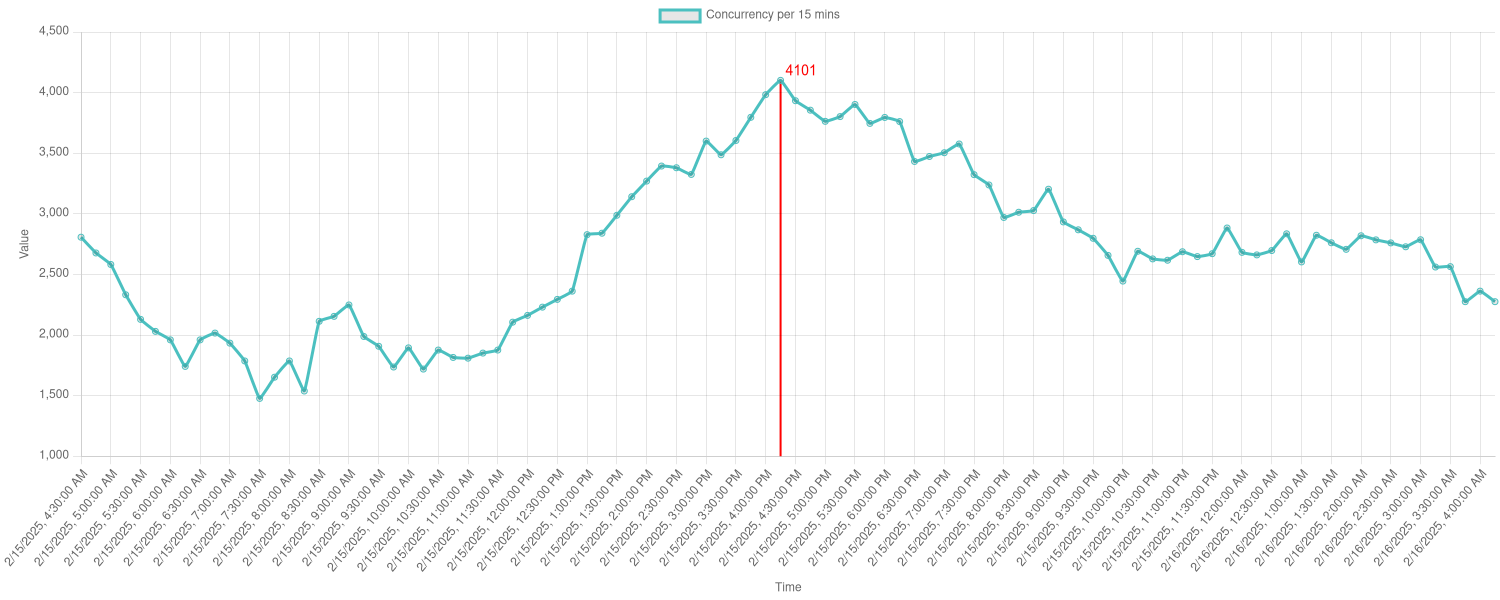 Concurrency per 15 mins
4,500
4,000
3,500
3,000
2,500
2,000
1,500
1,000
Value
4101
2/15/2025, 4:30:00 AM
2/15/2025, 5:00:00 AM
2/15/2025, 5:30:00 AM
2/15/2025, 6:00:00 AM
2/15/2025, 6:30:00 AM
2/15/2025, 7:00:00 AM
2/15/2025, 7:30:00 AM
2/15/2025, 8:00:00 AM
2/15/2025, 8:30:00 AM
2/15/2025, 9:00:00 AM
2/15/2025, 9:30:00 AM
2/15/2025, 10:00:00 AM
2/15/2025, 10:30:00 AM
2/15/2025, 11:00:00 AM
2/15/2025, 11:30:00 AM
2/15/2025, 12:00:00 PM
2/15/2025, 12:30:00 PM
2/15/2025, 1:00:00 PM
2/15/2025, 1:30:00 PM
2/15/2025, 2:00:00 PM
2/15/2025, 2:30:00 PM
2/15/2025, 3:00:00 PM
2/15/2025, 3:30:00 PM
2/15/2025, 4:00:00 PM
2/15/2025, 4:30:00 PM
2/15/2025, 5:00:00 PM
2/15/2025, 5:30:00 PM
2/15/2025, 6:00:00 PM
2/15/2025, 6:30:00 PM
2/15/2025, 7:00:00 PM
2/15/2025, 7:30:00 PM
2/15/2025, 8:00:00 PM
2/15/2025, 8:30:00 PM
2/15/2025, 9:00:00 PM
2/15/2025, 9:30:00 PM
2/15/2025, 10:00:00 PM
2/15/2025, 10:30:00 PM
2/15/2025, 11:00:00 PM
2/15/2025, 11:30:00 PM
2/16/2025, 12:00:00 AM
2/16/2025, 12:30:00 AM
2/16/2025, 1:00:00 AM
2/16/2025, 1:30:00 AM
2/16/2025, 2:00:00 AM
2/16/2025, 2:30:00 AM
2/16/2025, 3:00:00 AM
2/16/2025, 3:30:00 AM
2/16/2025, 4:00:00 AM
Time